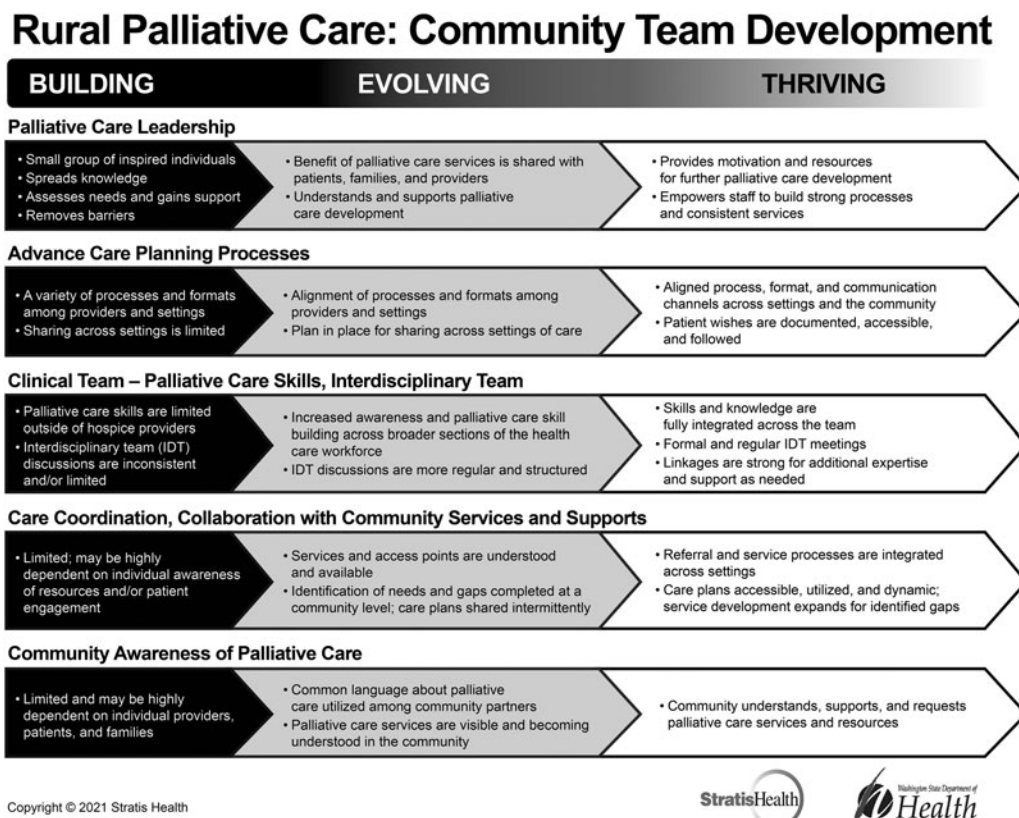 Rural Palliative Care: Community Team Development
BUILDING
EVOLVING
THRIVING
Palliative Care Leadership
• Small group of inspired individuals
• Spreads knowledge
• Assesses needs and gains support
• Removes barriers
• Benefit of palliative care services is shared with
patients, families, and providers
• Understands and supports palliative
care development
• Provides motivation and resources
for further palliative care development
• Empowers staff to build strong processes
and consistent services
Advance Care Planning Processes
• A variety of processes and formats
among providers and settings
• Sharing across settings is limited
• Alignment of processes and formats among
providers and settings
• Plan in place for sharing across settings of care
• Aligned process, format, and communication
channels across settings and the community
• Patient wishes are documented, accessible,
and followed
Clinical Team – Palliative Care Skills, Interdisciplinary Team
• Palliative care skills are limited
outside of hospice providers
• Interdisciplinary team (IDT)
discussions are inconsistent
and/or limited
• Increased awareness and palliative care skill
building across broader sections of the health
care workforce
• IDT discussions are more regular and structured
• Skills and knowledge are
fully integrated across the team
• Formal and regular IDT meetings
• Linkages are strong for additional expertise
and support as needed
Care Coordination, Collaboration with Community Services and Supports
• Limited; may be highly
dependent on individual awareness
of resources and/or patient
engagement
• Services and access points are understood
and available
• Identification of needs and gaps completed at a
community level; care plans shared intermittently
• Referral and service processes are integrated
across settings
• Care plans accessible, utilized, and dynamic;
service development expands for identified gaps
Community Awareness of Palliative Care
• Limited and may be highly
dependent on individual providers,
patients, and families
• Common language about palliative
care utilized among community partners
• Palliative care services are visible and becoming
understood in the community
• Community understands, supports, and requests
palliative care services and resources
Copyright © 2021 Stratis Health
StratisHealth
Washington State Department of
Health